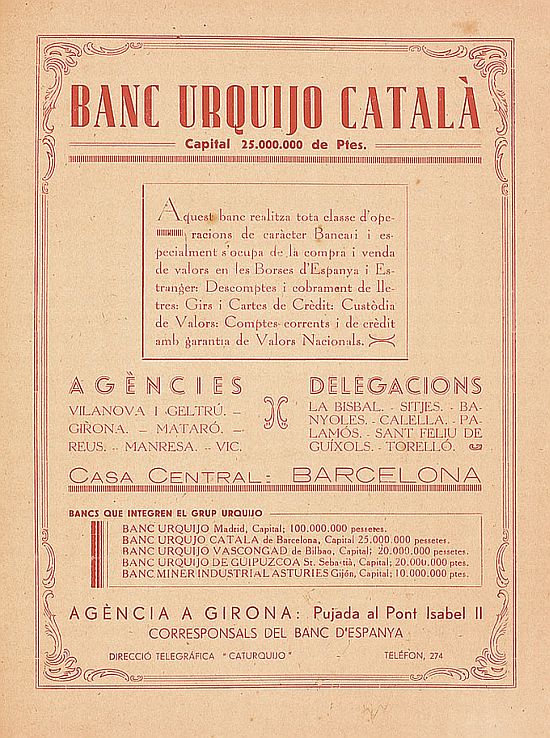 BANC URQUIJO CATALÀ
Capital 25.000.000 de Ptes.
Aquest banc realitza tota classe d'ope-
racions de caràcter Bancari i es-
pecialment s'ocupa de la compra i venda
de valors en les Borses d'Espanya i Es-
tranger: Descomptes i cobrament de lle-
tres: Girs i Cartes de Crèdit: Custòdia
de Valors: Comptes corrents i de crèdit
amb garantia de Valors Nacionals.
AGÈNCIES
VILANOVA I GELTRÚ. –
GIRONA. – MATARÓ. –
REUS. – MANRESA. – VIC.
DELEGACIONS
LA BISBAL. - SITJES. - BA-
NYOLES. - CALELLA. - PA-
LAMÓS. - SANT FELIU DE
GUÍXOLS. - TORELLÓ.
CASA CENTRAL: BARCELONA
BANCS QUE INTEGREN EL GRUP URQUIJO
BANC URQUIJO Madrid, Capital; 100.000.000 pessetes.
BANC URQUIJO CATALA de Barcelona, Capital 25.000.000 pessetes.
BANC URQUIJO VASCONGAD de Bilbao, Capital; 20.000.000 pessetes.
BANC URQUIJO DE GUIPUZCOA St. Sebastià, Capital; 20.000.000 ptes.
BANC MINER INDUSTRIAL ASTURIES Gijón, Capital; 10.000.000 ptes.
AGÈNCIA A GIRONA: Pujada al Pont Isabel II
CORRESPONSALS DEL BANC D'ESPANYA
DIRECCIÓ TELEGRÁFICA "CATURQUIJO" TELÉFON, 274